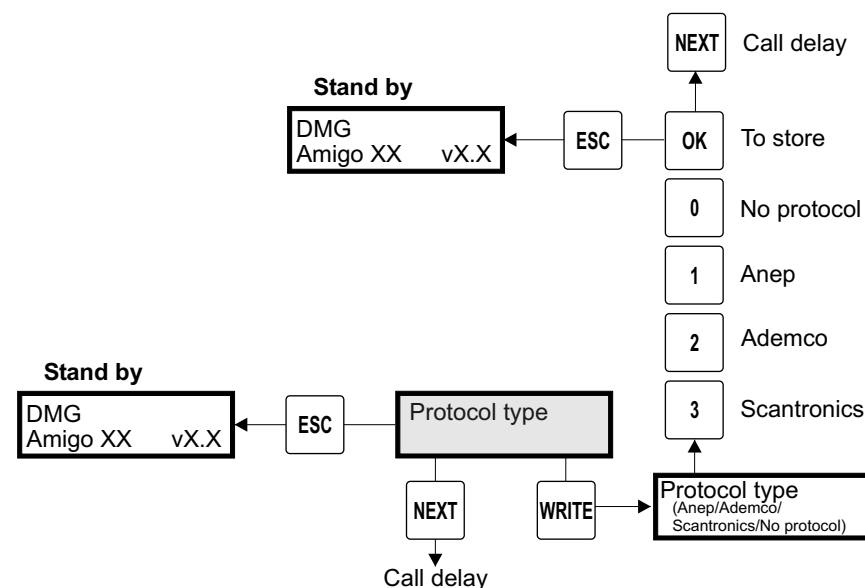 NEXT Call delay
Stand by
DMG
Amigo XX vX.X
ESC
OK To store
0 No protocol
1 Anep
2 Ademco
Stand by
3 Scantronics
DMG
Amigo XX vX.X
ESC
Protocol type
NEXT
WRITE
Protocol type
(Anep/Ademco/
Scantronics/No protocol)
Call delay